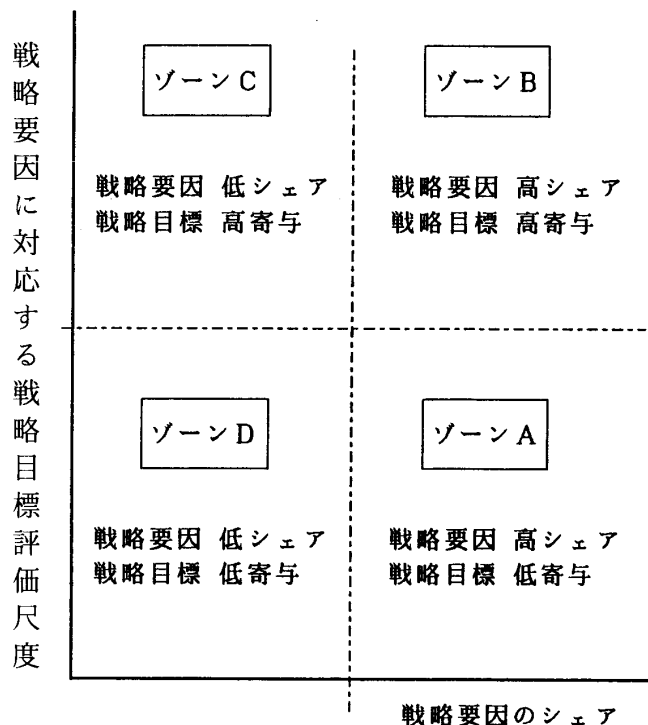 戦略要因に対応する戦略目標評価尺度
ゾーンC
戦略要因 低シェア
戦略目標 高寄与
ゾーンB
戦略要因 高シェア
戦略目標 高寄与
ゾーンD
戦略要因 低シェア
戦略目標 低寄与
ゾーンA
戦略要因 高シェア
戦略目標 低寄与
戦略要因のシェア